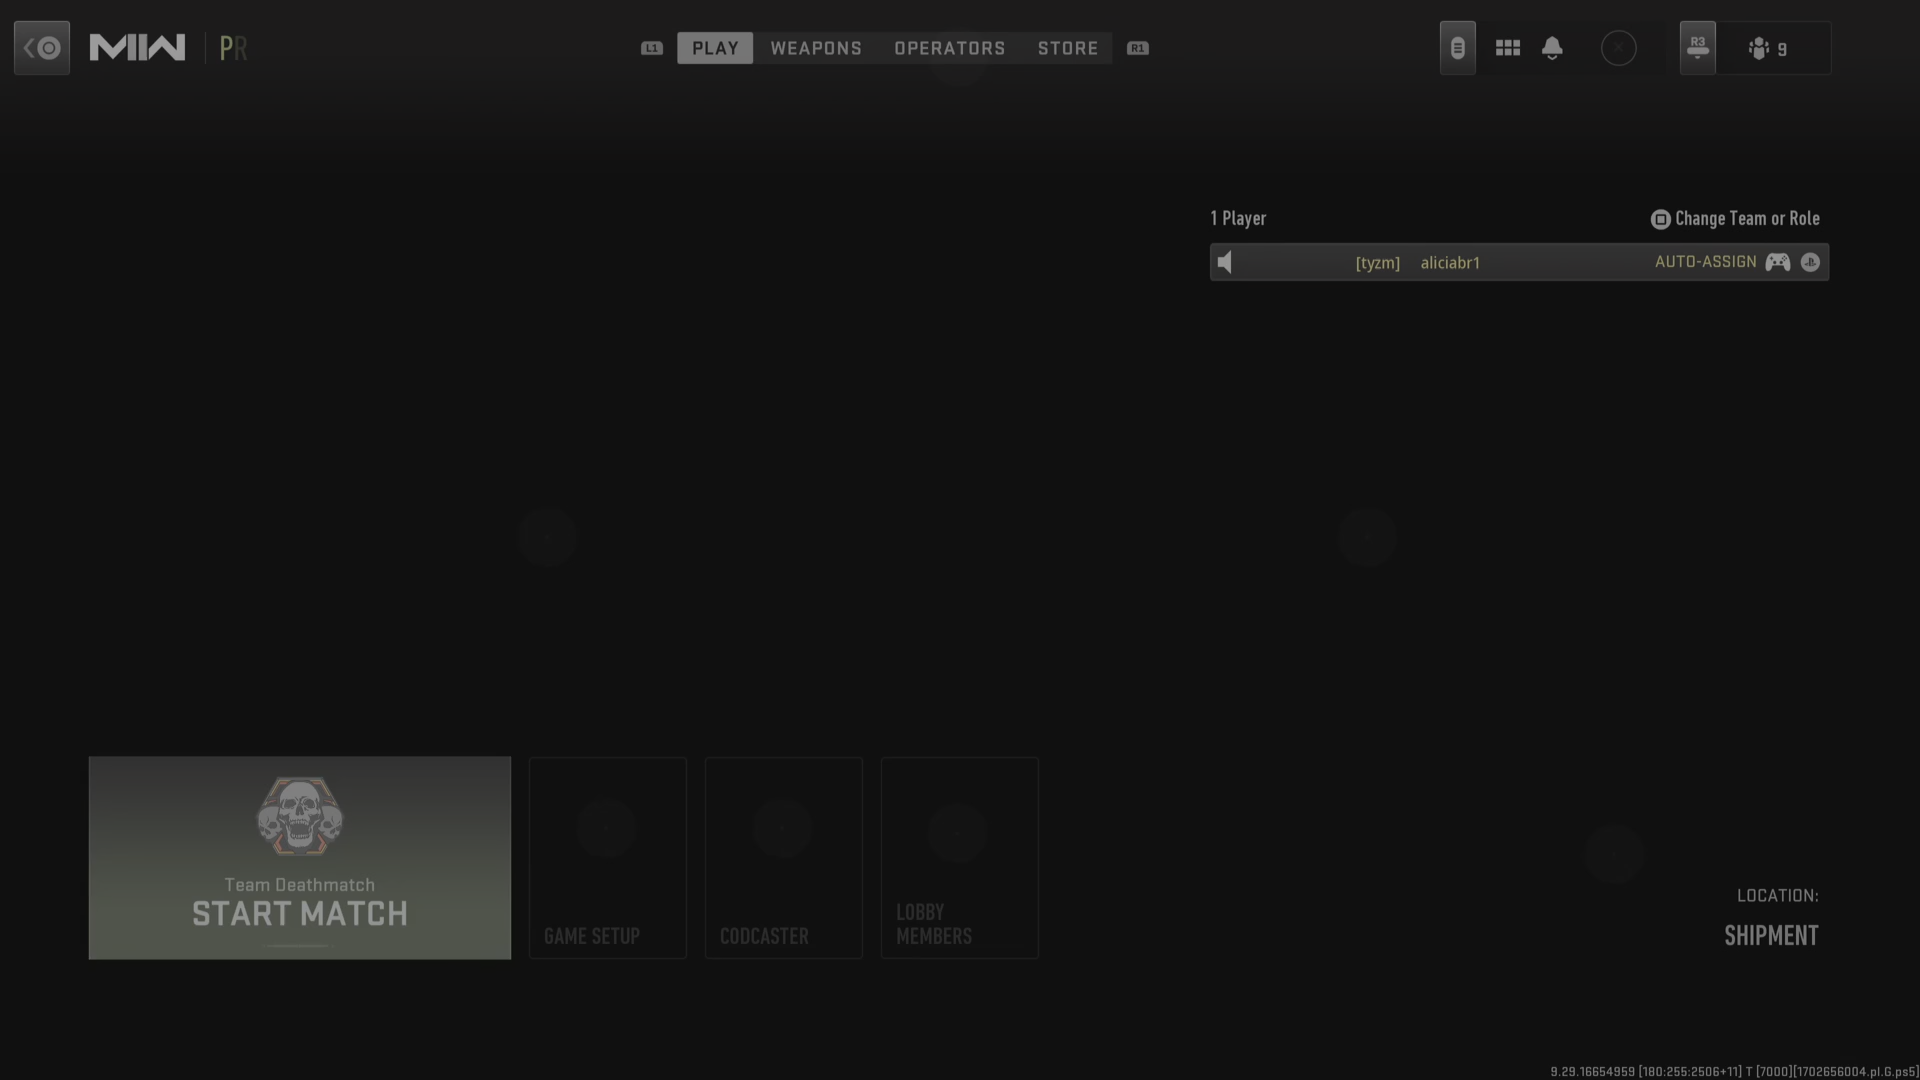 MW PR
L1 PLAY WEAPONS OPERATORS STORE R1
R3 9
1 Player
Change Team or Role
[tyzm] aliciabr1 AUTO-ASSIGN
Team Deathmatch
START MATCH
GAME SETUP
CODCASTER
LOBBY
MEMBERS
LOCATION:
SHIPMENT
9.29.16654959 [180:255:2506+11] T [7000][1702656004.pl.G.ps5]